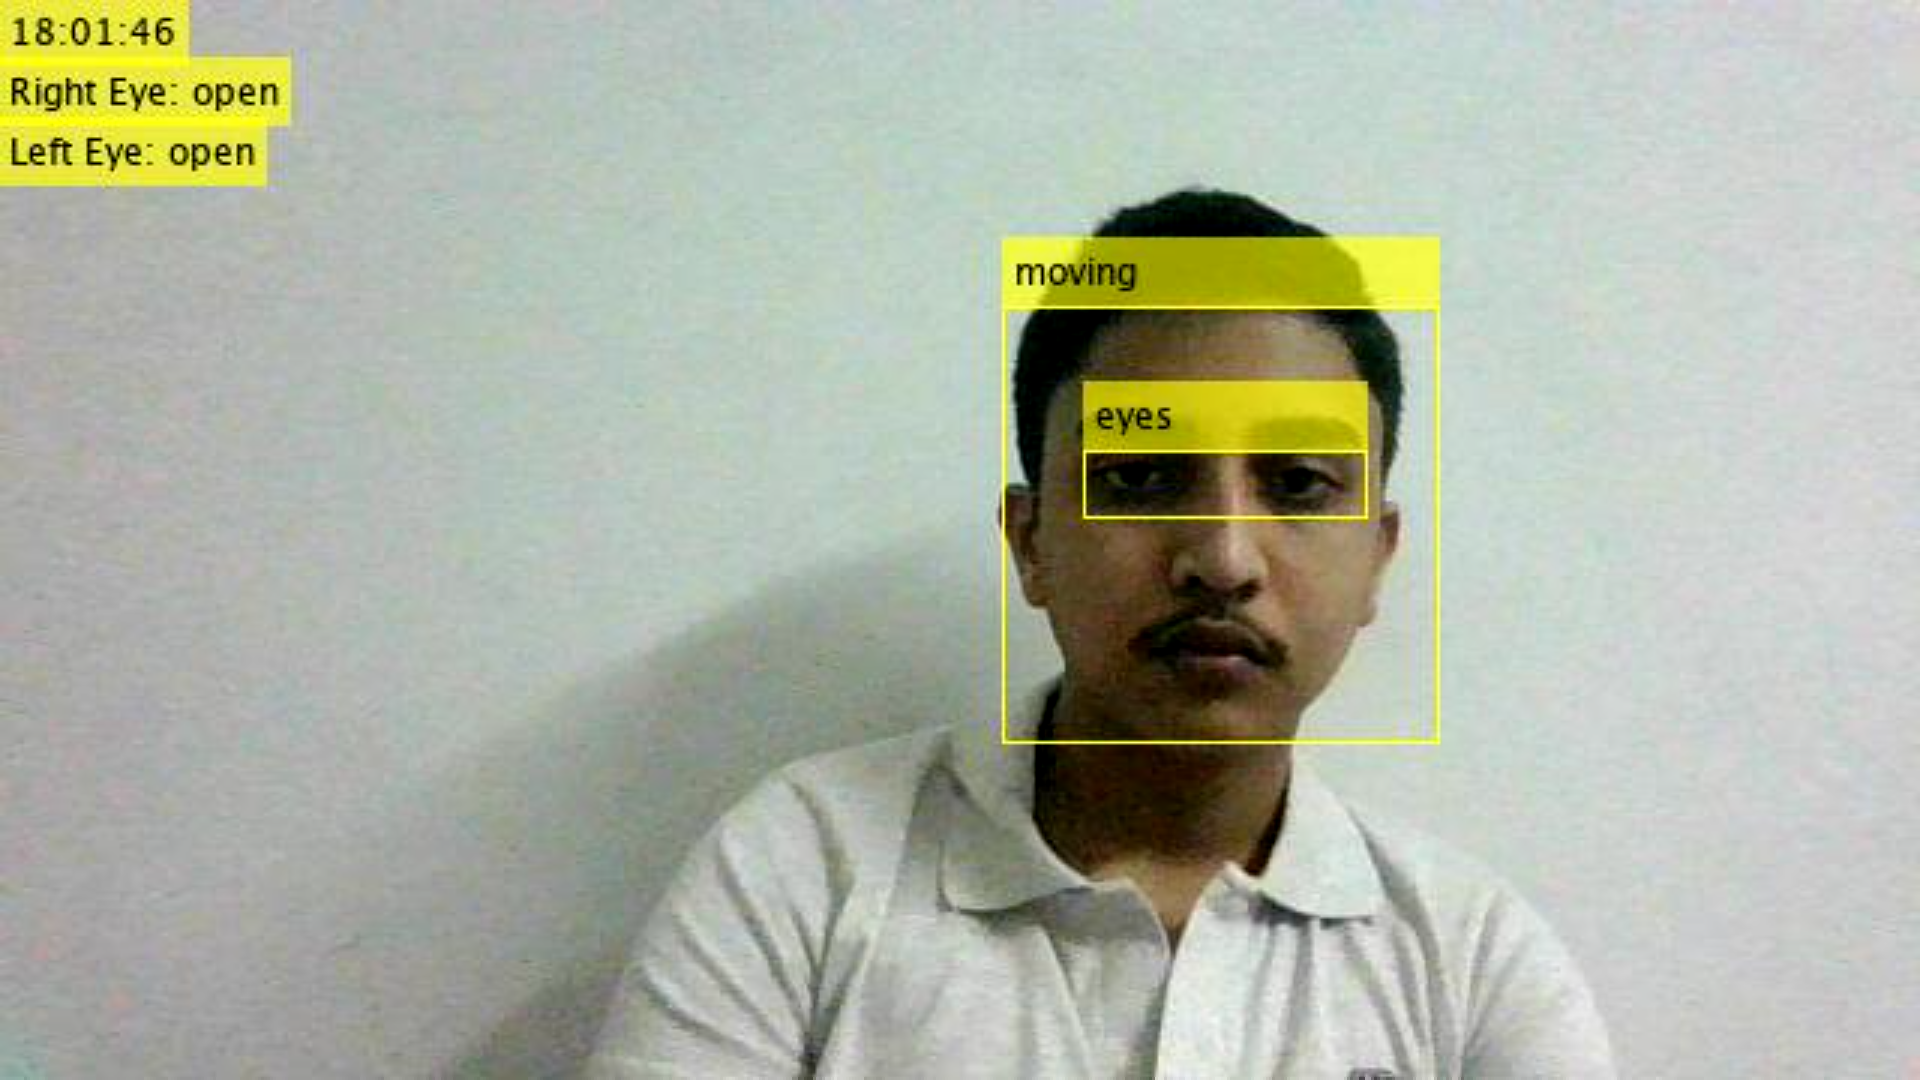 18:01:46
Right Eye: open
Left Eye: open
moving
eyes